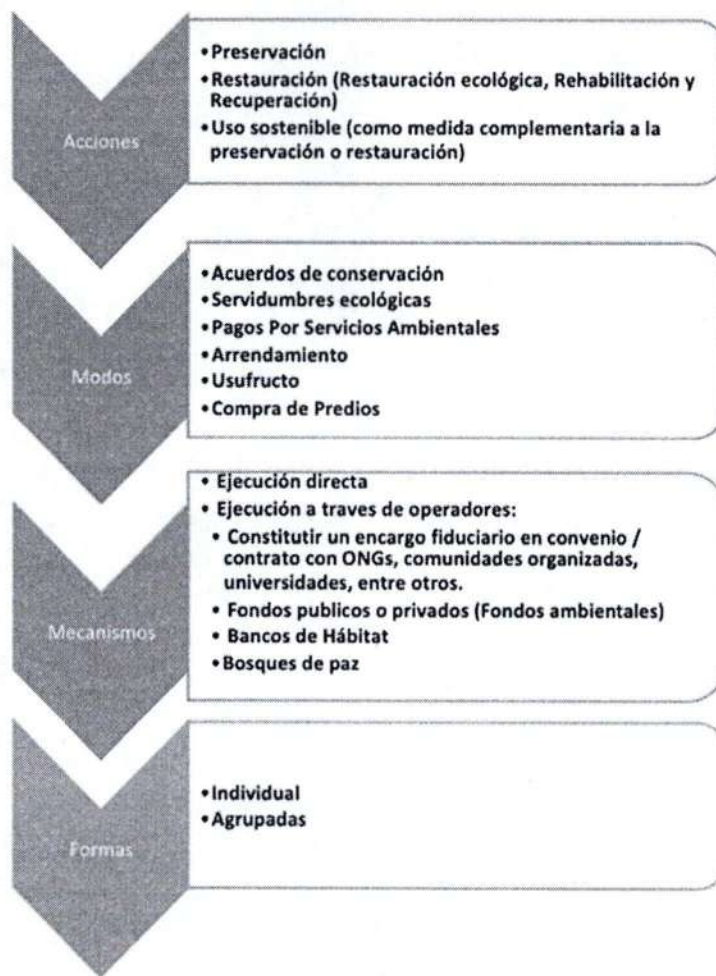 Acciones
•Preservación
•Restauración (Restauración ecológica, Rehabilitación y
Recuperación)
•Uso sostenible (como medida complementaria a la
preservación o restauración)
Modos
•Acuerdos de conservación
•Servidumbres ecológicas
•Pagos Por Servicios Ambientales
•Arrendamiento
•Usufructo
•Compra de Predios
Mecanismos
• Ejecución directa
• Ejecución a traves de operadores:
• Constitutir un encargo fiduciario en convenio /
contrato con ONGs, comunidades organizadas,
universidades, entre otros.
• Fondos publicos o privados (Fondos ambientales)
• Bancos de Hábitat
•Bosques de paz
Formas
•Individual
•Agrupadas